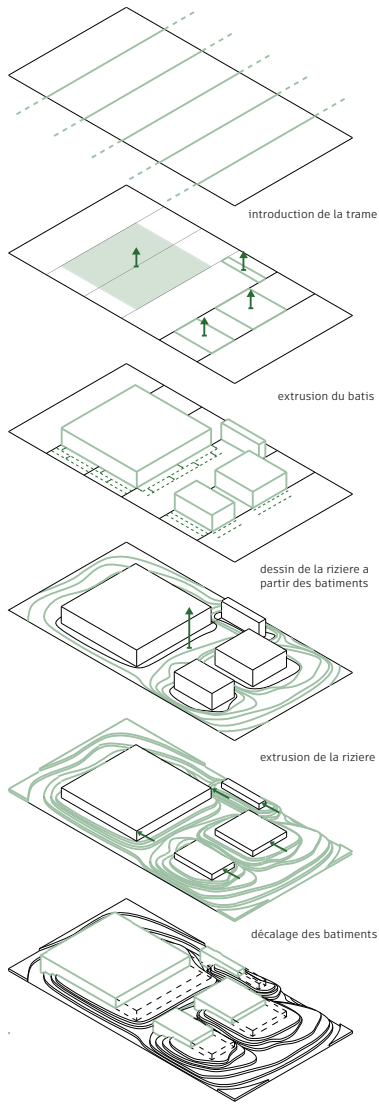 introduction de la trame
extrusion du batis
dessin de la riziere a
partir des batiments
extrusion de la riziere
décalage des batiments